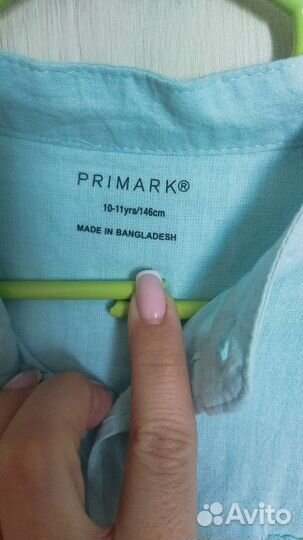 PRIMARK®
10-11yrs/146cm
MADE IN BANGLADESH
Avito